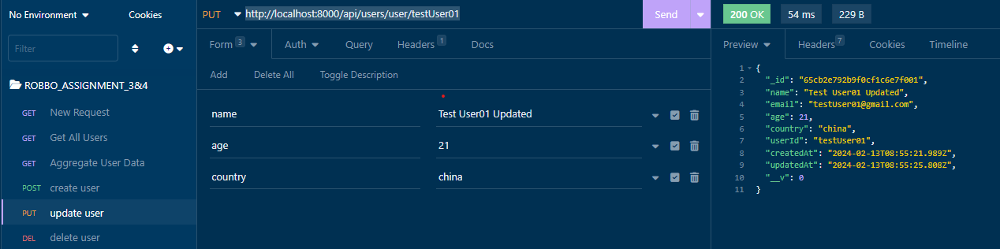 No Environment Cookies
Filter
ROBBO_ASSIGNMENT_3&4
GET New Request
GET Get All Users
GET Aggregate User Data
POST create user
PUT update user
DEL delete user
PUT http://localhost:8000/api/users/user/testUser01 Send
Form 3 Auth Query Headers 1 Docs
Add Delete All Toggle Description
name Test User01 Updated
age 21
country china
200 OK 54 ms 229 B
Preview Headers 7 Cookies Timeline
1 {
2 "_id": "65cb2e792b9f0cf1c6e7f001",
3 "name": "Test User01 Updated",
4 "email": "testUser01@gmail.com",
5 "age": 21,
6 "country": "china",
7 "userId": "testUser01",
8 "createdAt": "2024-02-13T08:55:21.989Z",
9 "updatedAt": "2024-02-13T08:55:25.808Z",
10 "__v": 0
11 }